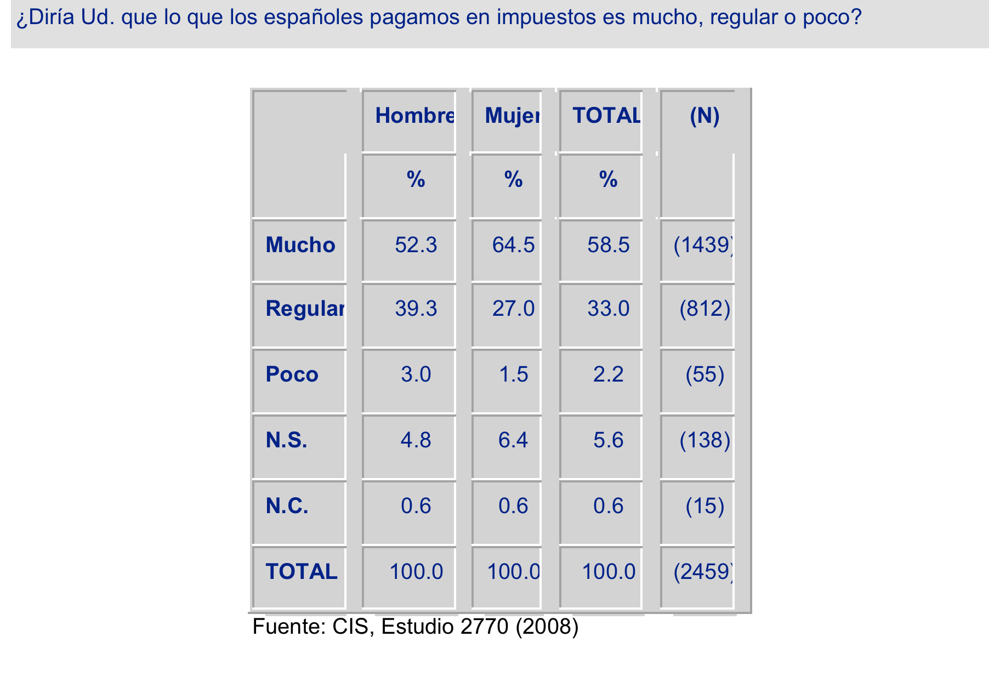 ¿Diría Ud. que lo que los españoles pagamos en impuestos es mucho, regular o poco?
Hombre Mujer TOTAL (N)
% % %
Mucho 52.3 64.5 58.5 (1439)
Regular 39.3 27.0 33.0 (812)
Poco 3.0 1.5 2.2 (55)
N.S. 4.8 6.4 5.6 (138)
N.C. 0.6 0.6 0.6 (15)
TOTAL 100.0 100.0 100.0 (2459)
Fuente: CIS, Estudio 2770 (2008)